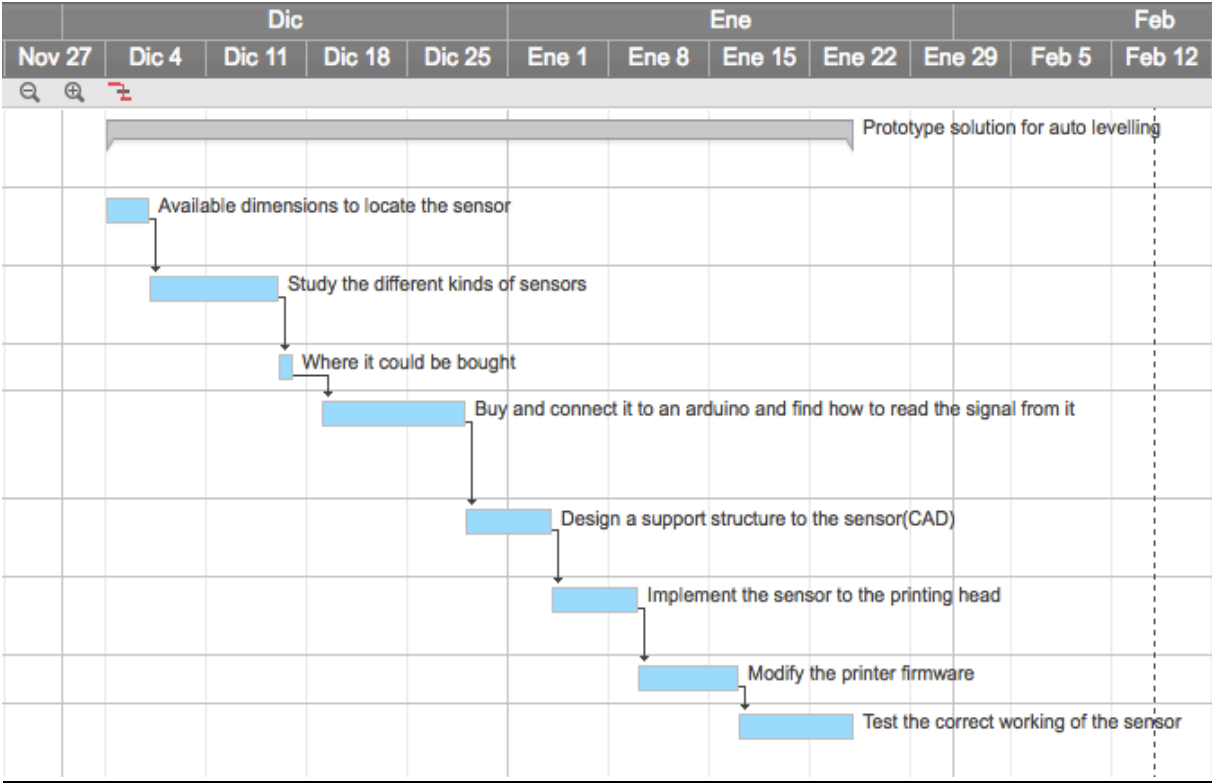 Dic Ene Feb
Nov 27 Dic 4 Dic 11 Dic 18 Dic 25 Ene 1 Ene 8 Ene 15 Ene 22 Ene 29 Feb 5 Feb 12
Prototype solution for auto levelling
Available dimensions to locate the sensor
Study the different kinds of sensors
Where it could be bought
Buy and connect it to an arduino and find how to read the signal from it
Design a support structure to the sensor(CAD)
Implement the sensor to the printing head
Modify the printer firmware
Test the correct working of the sensor